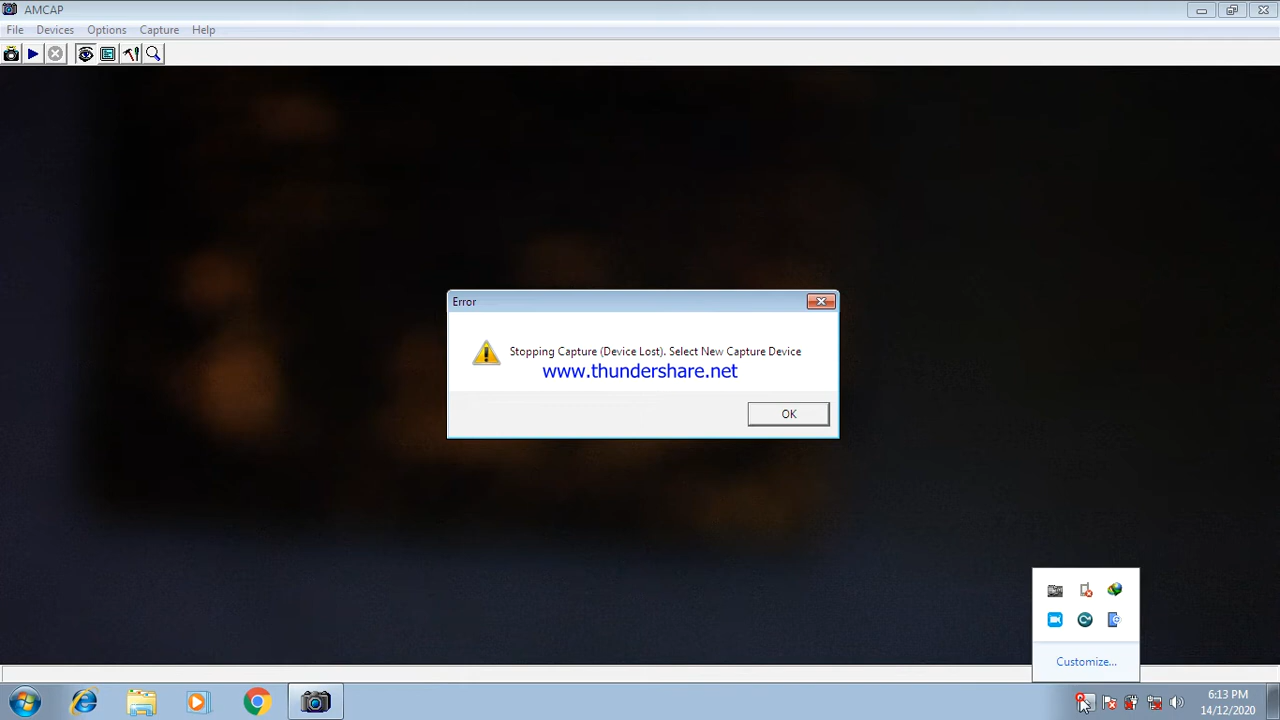 AMCAP
File Devices Options Capture Help
Error
Stopping Capture (Device Lost). Select New Capture Device
www.thundershare.net
OK
Customize...
6:13 PM
14/12/2020